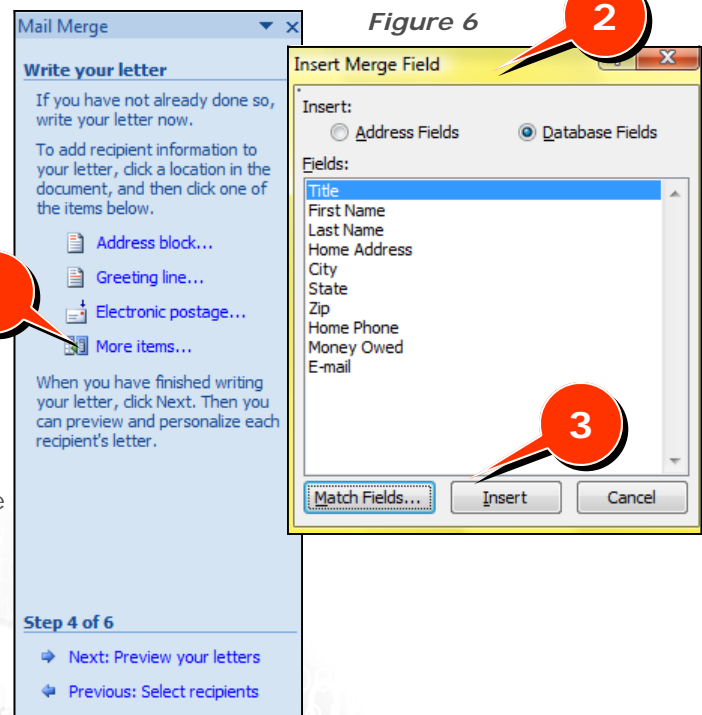 Figure 6
2
Mail Merge
Write your letter
If you have not already done so,
write your letter now.
To add recipient information to
your letter, click a location in the
document, and then click one of
the items below.
Address block...
Greeting line...
Electronic postage...
More items...
When you have finished writing
your letter, click Next. Then you
can preview and personalize each
recipient's letter.
e
Step 4 of 6
Next: Preview your letters
Previous: Select recipients
Insert Merge Field
X
Insert:
Address Fields
Database Fields
Fields:
Title
First Name
Last Name
Home Address
City
State
Zip
Home Phone
Money Owed
E-mail
3
Match Fields...
Insert
Cancel